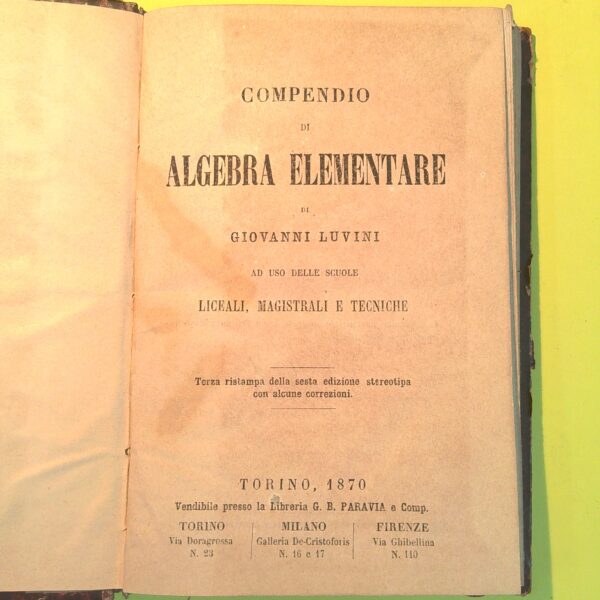 COMPENDIO
DI
ALGEBRA ELEMENTARE
DI
GIOVANNI LUVINI
AD USO DELLE SCUOLE
LICEALI, MAGISTRALI E TECNICHE
Terza ristampa della sesta edizione stereotipa
con alcune correzioni.
TORINO, 1870
Vendibile presso la Libreria G. B. PARAVIA e Comp.
TORINO MILANO FIRENZE
Via Doragrossa Galleria De-Cristoforis Via Ghibellina
N. 23 N. 16 e 17 N. 110